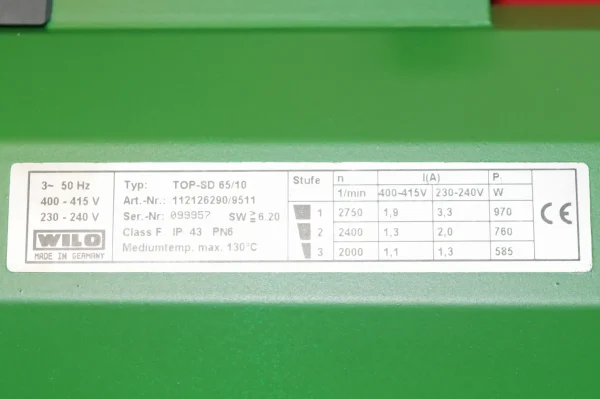 3~ 50 Hz
400 - 415 V
230 - 240 V
WILO
MADE IN GERMANY
Typ: TOP-SD 65/10
Art.-Nr.: 112126290/9511
Ser.-Nr: 099957 SW ≧ 6.20
Class F IP 43 PN6
Mediumtemp. max. 130°C
Stufe n I(A) P₁
1/min 400-415V 230-240V W
1 2750 1,9 3,3 970
2 2400 1,3 2,0 760
3 2000 1,1 1,3 585
CE